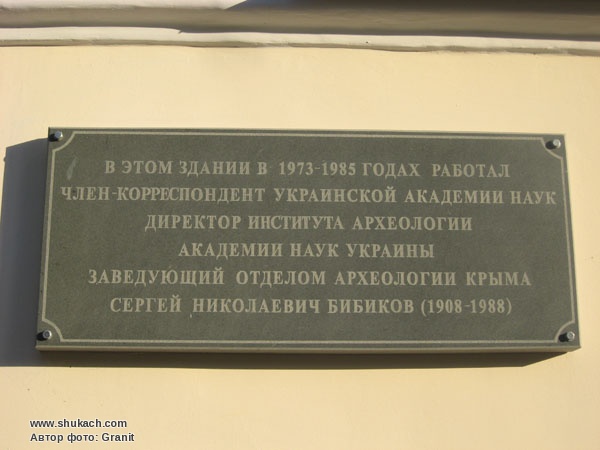 В ЭТОМ ЗДАНИИ В 1973-1985 ГОДАХ РАБОТАЛ
ЧЛЕН-КОРРЕСПОНДЕНТ УКРАИНСКОЙ АКАДЕМИИ НАУК
ДИРЕКТОР ИНСТИТУТА АРХЕОЛОГИИ
АКАДЕМИИ НАУК УКРАИНЫ
ЗАВЕДУЮЩИЙ ОТДЕЛОМ АРХЕОЛОГИИ КРЫМА
СЕРГЕЙ НИКОЛАЕВИЧ БИБИКОВ (1908-1988)
www.shukach.com
Автор фото: Granit